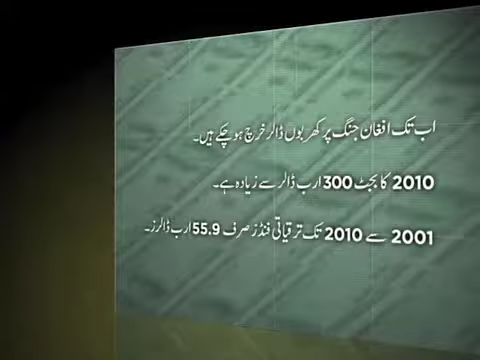 اب تک افغان جنگ پر کھربوں ڈالر خرچ ہو چکے ہیں۔
2010 کا بجٹ 300 ارب ڈالر سے زیادہ ہے۔
2001 سے 2010 تک ترقیاتی فنڈز صرف 55.9 ارب ڈالرز۔